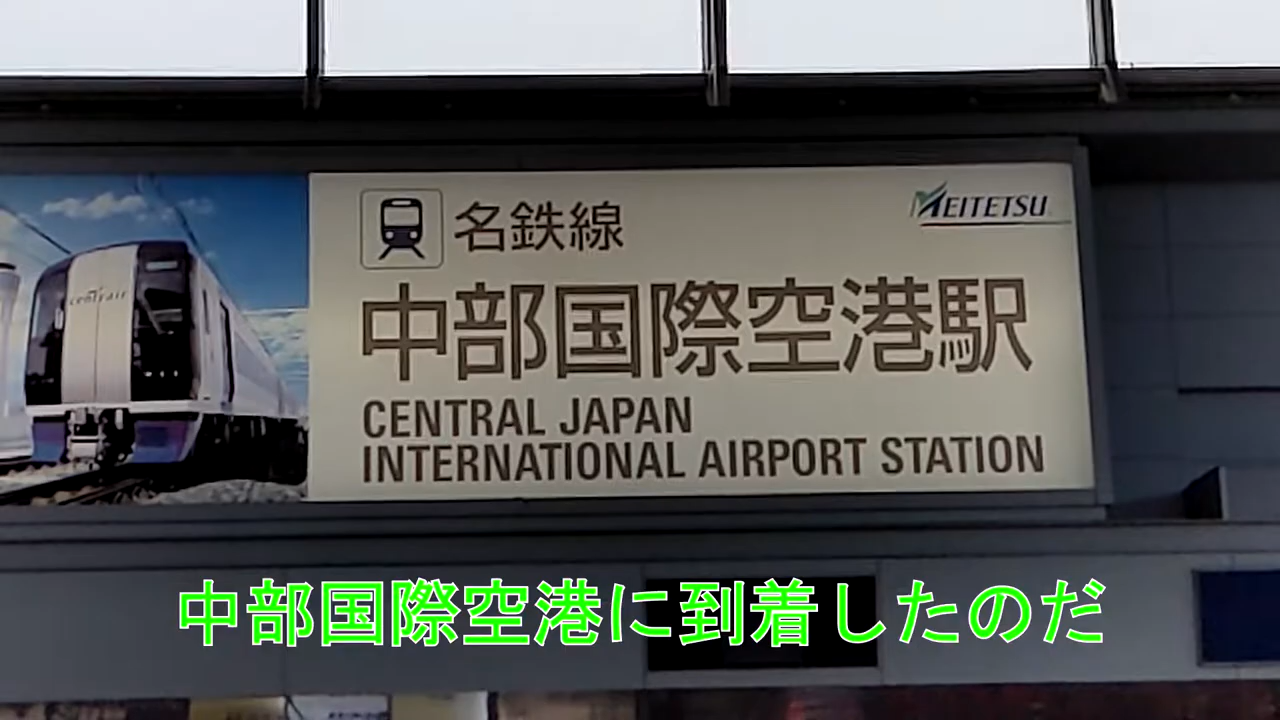 名鉄線
MEITETSU
中部国際空港駅
CENTRAL JAPAN
INTERNATIONAL AIRPORT STATION
centrair
中部国際空港に到着したのだ